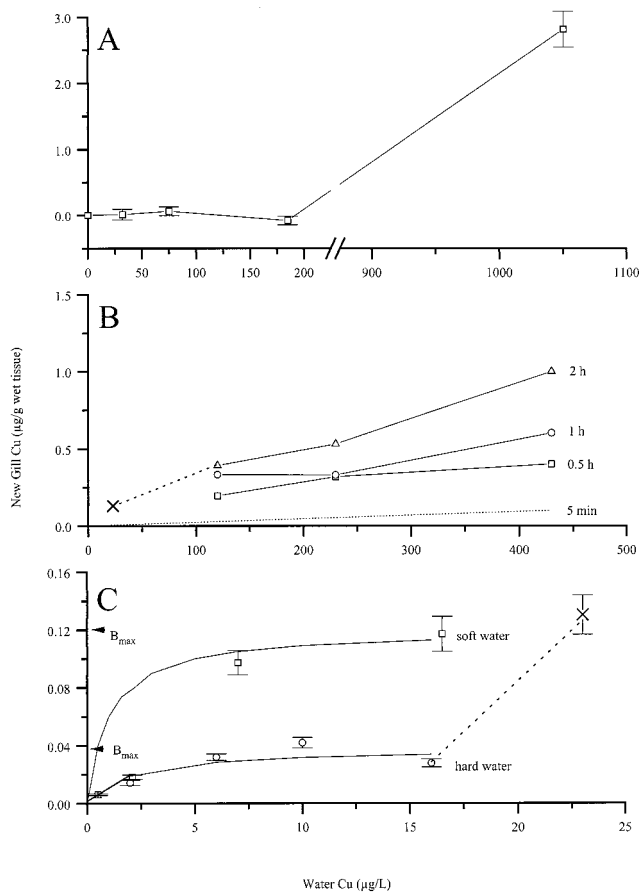 A
3.0
2.0
1.0
0.0
0 50 100 150 200 900 1000 1100
New Gill Cu (µg/g wet tissue)
B
1.5
1.0
0.5
0.0
2 h
1 h
0.5 h
5 min
0 100 200 300 400 500
C
0.16
0.12
0.08
0.04
0.00
Bmax
Bmax
soft water
hard water
0 5 10 15 20 25
Water Cu (µg/L)